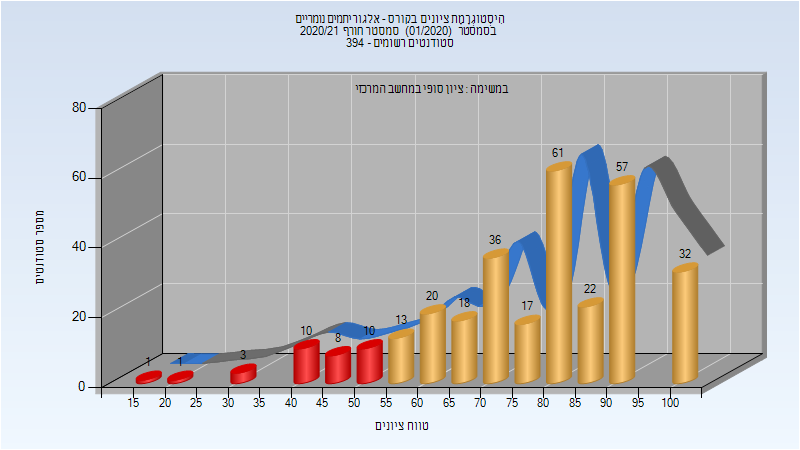 היסטוגרמת ציונים בקורס - אלגוריתמים נומריים
בסמסטר (01/2020) סמסטר חורף 2020/21
סטודנטים רשומים - 394
במשימה : ציון סופי במחשב המרכזי
מספר סטודנטים
80
60
40
20
0
1
1
3
10
8
10
13
20
18
36
17
61
22
57
32
15 20 25 30 35 40 45 50 55 60 65 70 75 80 85 90 95 100
טווח ציונים